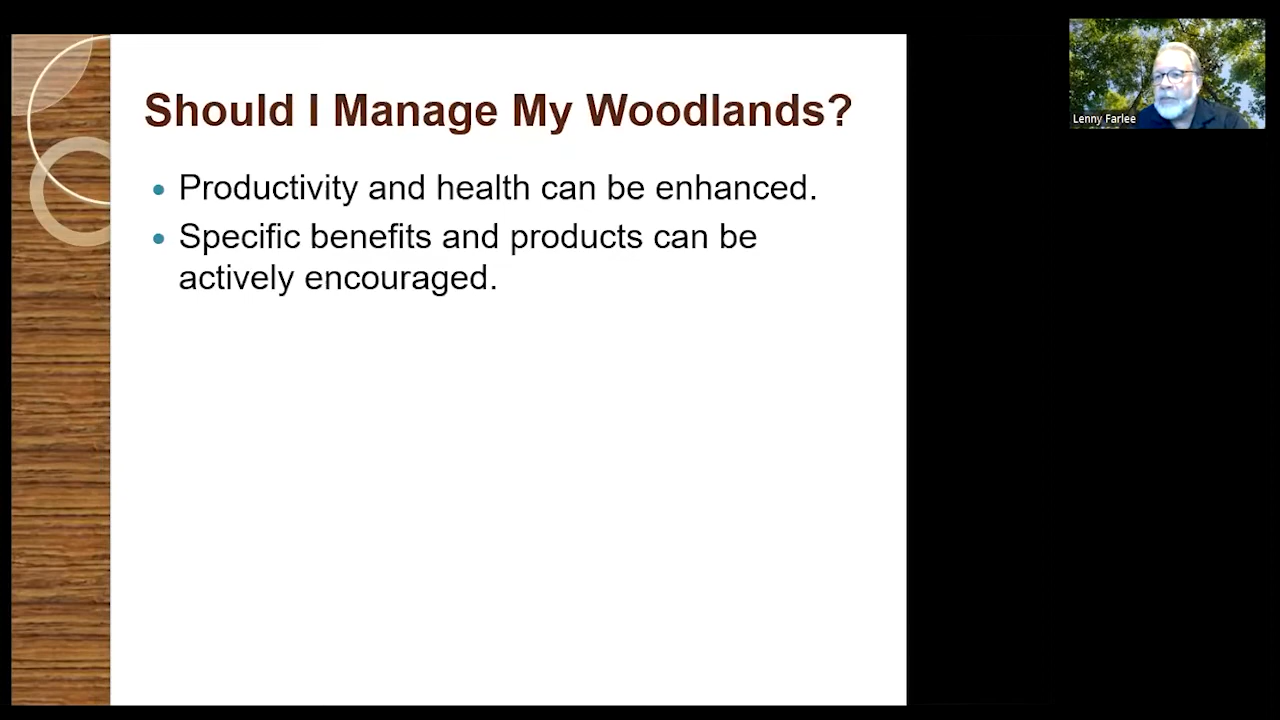 Should I Manage My Woodlands?
• Productivity and health can be enhanced.
• Specific benefits and products can be
actively encouraged.
Lenny Farlee